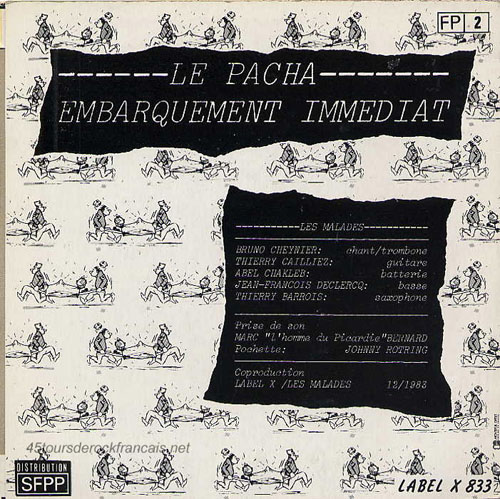 FP 2
------LE PACHA-------
EMBARQUEMENT IMMEDIAT
----------LES MALADES----------
BRUNO CHEYNIER: chant/trombone
THIERRY CAILLIEZ: guitare
ABEL CHAKLEB: batterie
JEAN-FRANCOIS DECLERCQ: basse
THIERRY BARROIS: saxophone
Prise de son
MARC "l'homme du Picardie"BERNARD
Pochette: JOHNNY ROTRING
Coproduction
LABEL X /LES MALADES 12/1983
45toursderockfrancais.net
DISTRIBUTION
SFPP
LABEL X 833